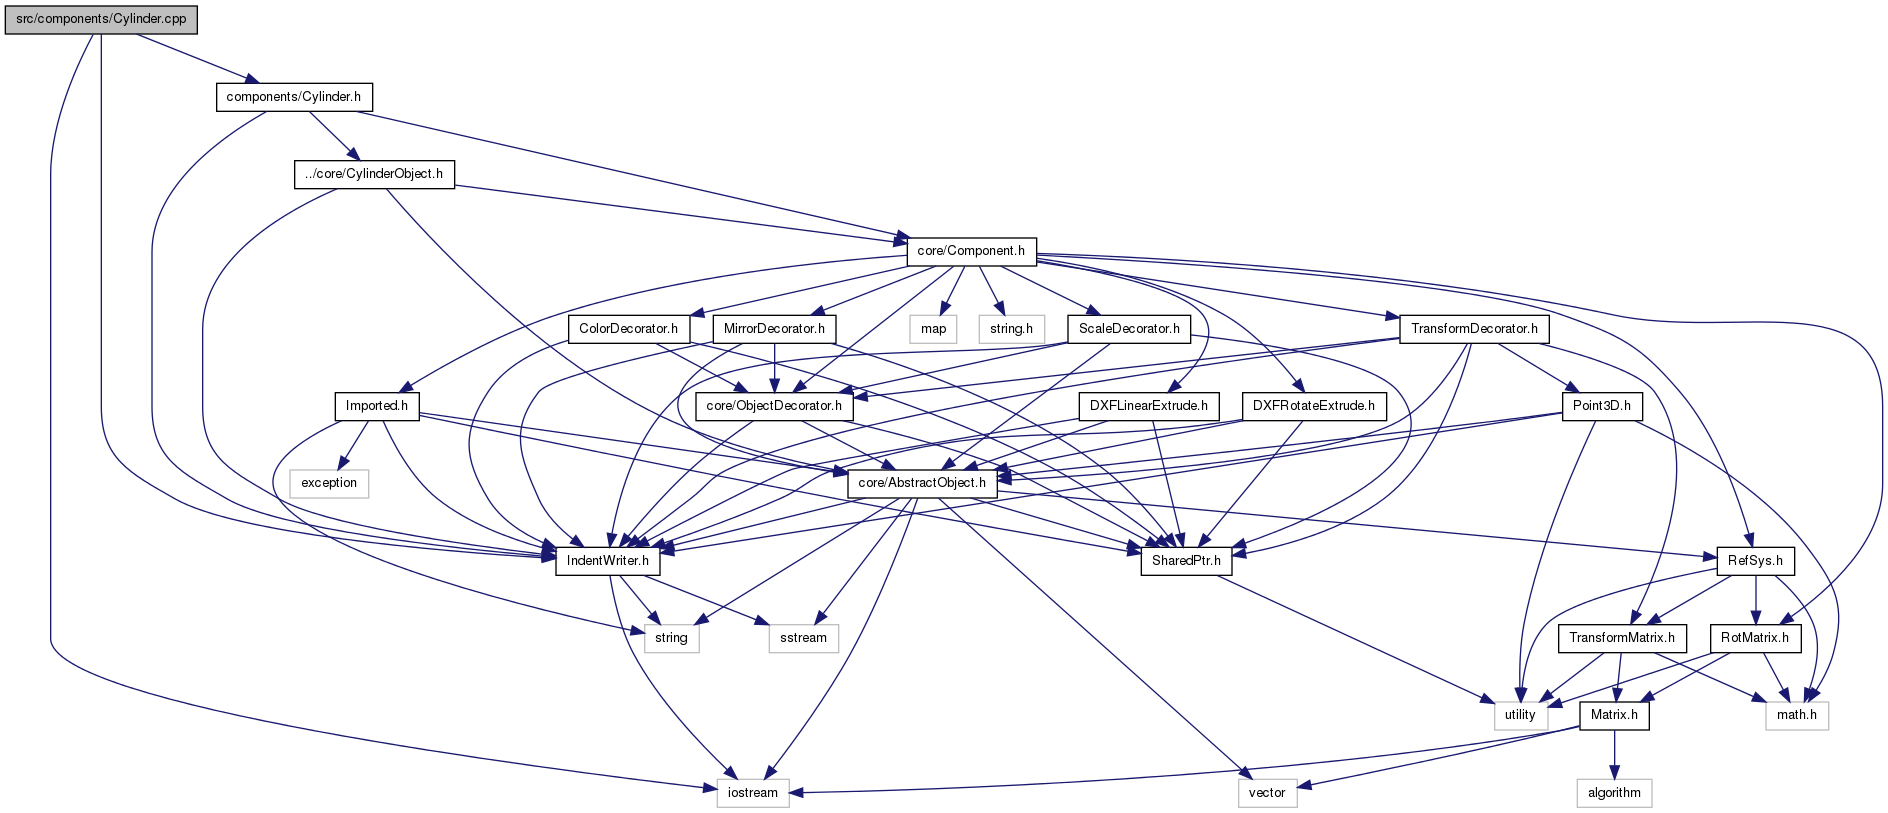 src/components/Cylinder.cpp
components/Cylinder.h
../core/CylinderObject.h
core/Component.h
ColorDecorator.h
MirrorDecorator.h
map
string.h
ScaleDecorator.h
TransformDecorator.h
Imported.h
core/ObjectDecorator.h
DXFLinearExtrude.h
DXFRotateExtrude.h
Point3D.h
exception
core/AbstractObject.h
IndentWriter.h
SharedPtr.h
RefSys.h
string
sstream
TransformMatrix.h
RotMatrix.h
utility
Matrix.h
math.h
iostream
vector
algorithm